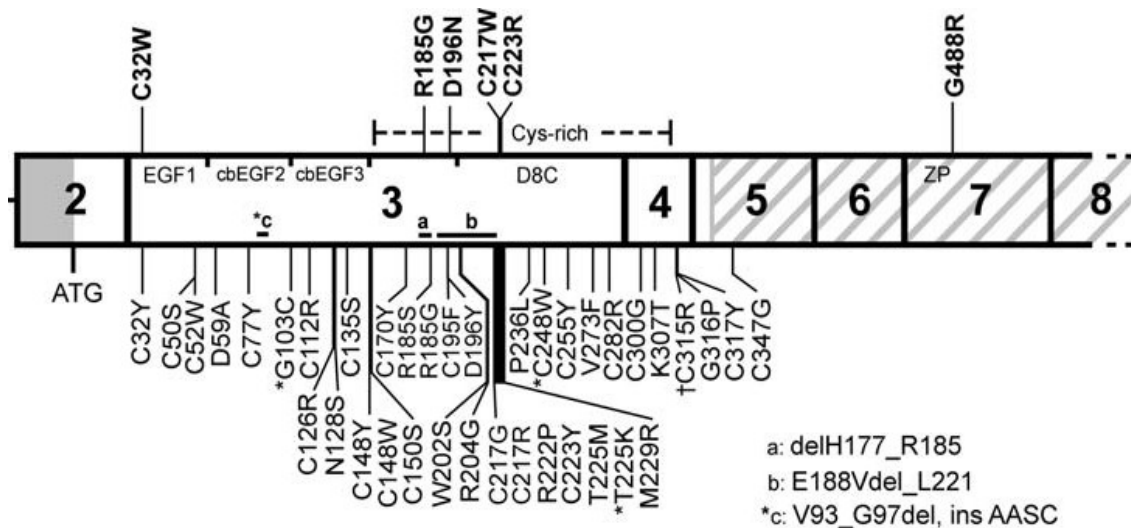 C32W
R185G
D196N
C217W
C223R
G488R
Cys-rich
EGF1
cbEGF2
cbEGF3
D8C
ZP
2
3
4
5
6
7
8
*c
a
b
ATG
C32Y
C50S
C52W
D59A
C77Y
*G103C
C112R
C126R
N128S
C135S
C148Y
C148W
C150S
C170Y
R185S
R185G
C195F
D196Y
W202S
R204G
C217G
C217R
R222P
C223Y
T225M
*T225K
M229R
P236L
*C248W
C255Y
V273F
C282R
C300G
K307T
†C315R
G316P
C317Y
C347G
a: delH177_R185
b: E188Vdel_L221
*c: V93_G97del, ins AASC